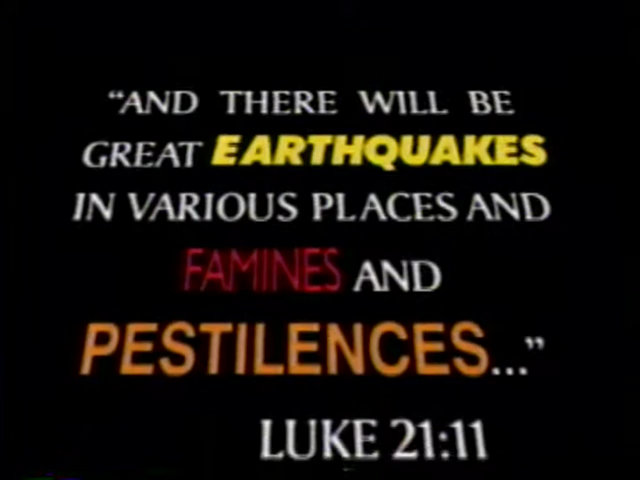 “AND THERE WILL BE
GREAT EARTHQUAKES
IN VARIOUS PLACES AND
FAMINES AND
PESTILENCES...”
LUKE 21:11